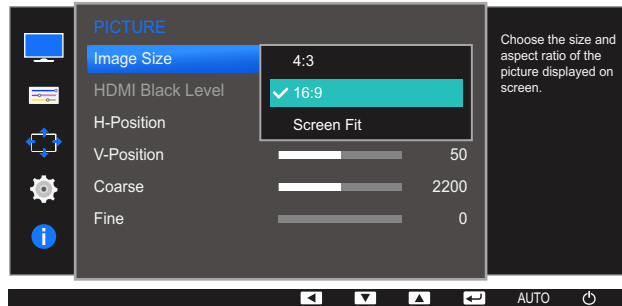 PICTURE
Image Size
4:3
Choose the size and
aspect ratio of the
picture displayed on
screen.
HDMI Black Level
16:9
H-Position
Screen Fit
V-Position
50
Coarse
2200
Fine
0
i
AUTO